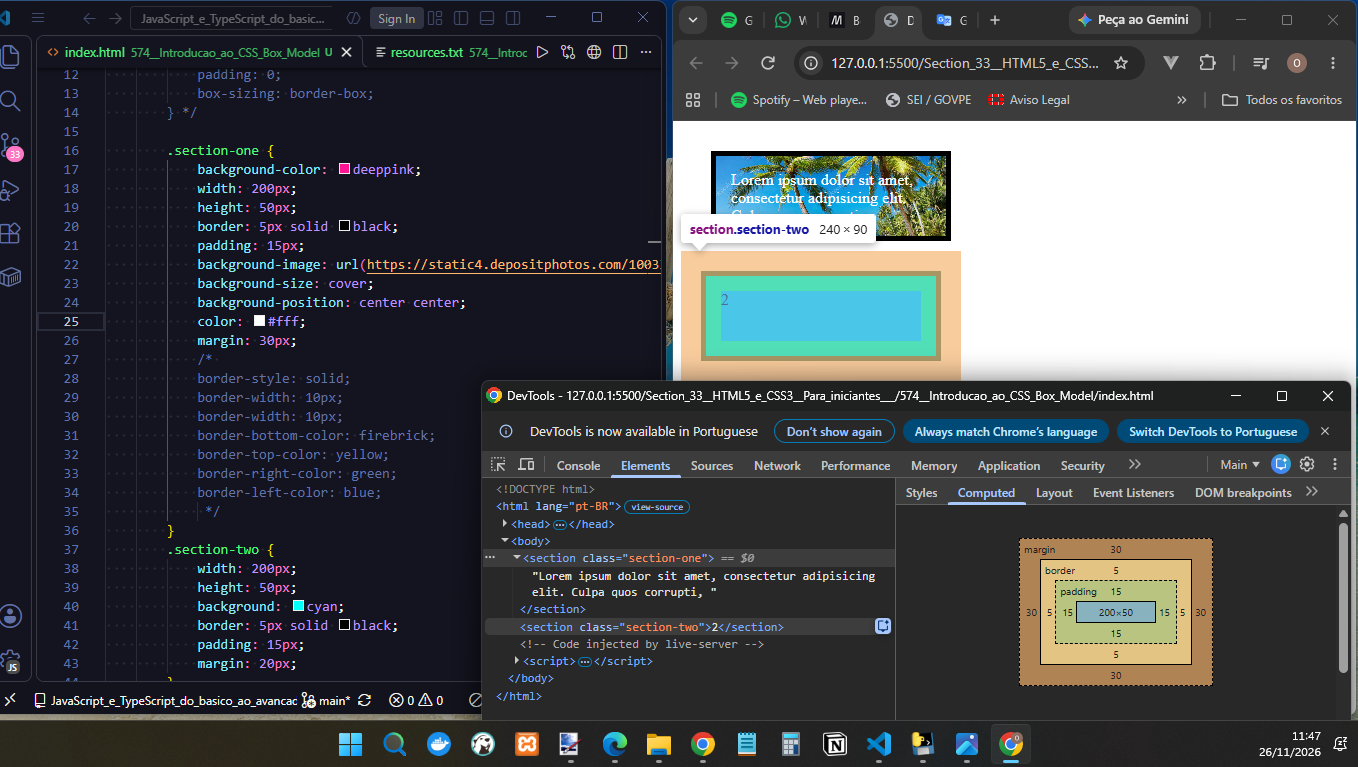 JavaScript_e_TypeScript_do_basic...
Sign In
index.html 574__Introducao_ao_CSS_Box_Model U
resources.txt 574__Introc
12 padding: 0;
13 box-sizing: border-box;
14 } */
15
16 .section-one {
17 background-color: deeppink;
18 width: 200px;
19 height: 50px;
20 border: 5px solid black;
21 padding: 15px;
22 background-image: url(https://static4.depositphotos.com/1003
23 background-size: cover;
24 background-position: center center;
25 color: #fff;
26 margin: 30px;
27 /*
28 border-style: solid;
29 border-width: 10px;
30 border-width: 10px;
31 border-bottom-color: firebrick;
32 border-top-color: yellow;
33 border-right-color: green;
34 border-left-color: blue;
35 */
36 }
37 .section-two {
38 width: 200px;
39 height: 50px;
40 background: cyan;
41 border: 5px solid black;
42 padding: 15px;
43 margin: 20px;
33
JS
JavaScript_e_TypeScript_do_basico_ao_avancac main* 0 0
G W B D G
Peça ao Gemini
127.0.0.1:5500/Section_33__HTML5_e_CSS...
O
Spotify – Web playe... SEI / GOVPE Aviso Legal » Todos os favoritos
Lorem ipsum dolor sit amet,
consectetur adipisicing elit.
section.section-two 240 × 90
2
DevTools - 127.0.0.1:5500/Section_33__HTML5_e_CSS3__Para_iniciantes___/574__Introducao_ao_CSS_Box_Model/index.html
DevTools is now available in Portuguese Don't show again Always match Chrome's language Switch DevTools to Portuguese
Console Elements Sources Network Performance Memory Application Security Main
<!DOCTYPE html>
<html lang="pt-BR"> view-source
<head> ... </head>
<body>
... <section class="section-one"> == $0
"Lorem ipsum dolor sit amet, consectetur adipisicing
elit. Culpa quos corrupti, "
</section>
<section class="section-two">2</section>
<!-- Code injected by live-server -->
<script> ... </script>
</body>
</html>
Styles Computed Layout Event Listeners DOM breakpoints
margin 30
border 5
padding 15
30 5 15 200×50 15 5 30
15
5
30
11:47
26/11/2026